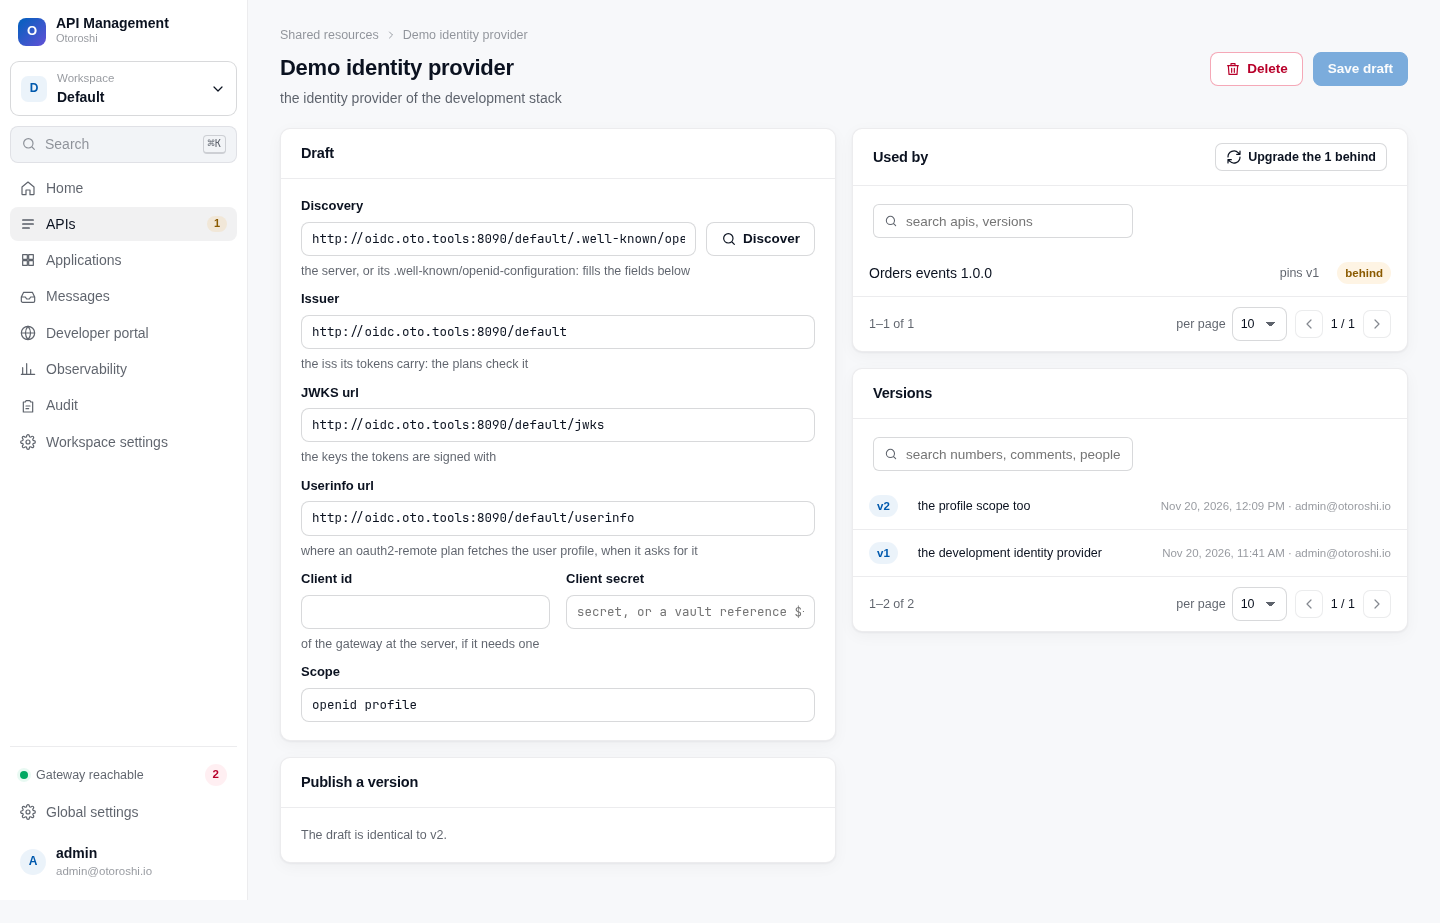 O
API Management
Otoroshi
D
Workspace
Default
Search
⌘K
Home
APIs
1
Applications
Messages
Developer portal
Observability
Audit
Workspace settings
Gateway reachable
2
Global settings
A
admin
admin@otoroshi.io
Shared resources > Demo identity provider
Demo identity provider
the identity provider of the development stack
Delete
Save draft
Draft
Discovery
http://oidc.oto.tools:8090/default/.well-known/ope
Discover
the server, or its .well-known/openid-configuration: fills the fields below
Issuer
http://oidc.oto.tools:8090/default
the iss its tokens carry: the plans check it
JWKS url
http://oidc.oto.tools:8090/default/jwks
the keys the tokens are signed with
Userinfo url
http://oidc.oto.tools:8090/default/userinfo
where an oauth2-remote plan fetches the user profile, when it asks for it
Client id
Client secret
secret, or a vault reference $
of the gateway at the server, if it needs one
Scope
openid profile
Publish a version
The draft is identical to v2.
Used by
Upgrade the 1 behind
search apis, versions
Orders events 1.0.0
pins v1
behind
1–1 of 1
per page
10
1 / 1
Versions
search numbers, comments, people
v2
the profile scope too
Nov 20, 2026, 12:09 PM · admin@otoroshi.io
v1
the development identity provider
Nov 20, 2026, 11:41 AM · admin@otoroshi.io
1–2 of 2
per page
10
1 / 1